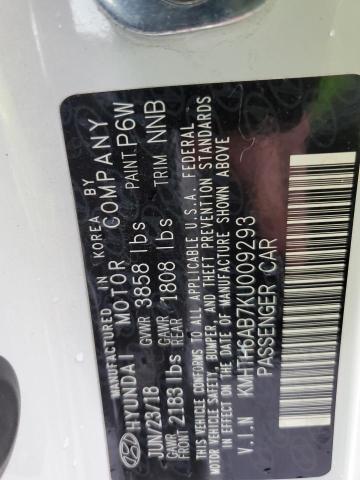 MANUFACTURED IN KOREA BY
HYUNDAI MOTOR COMPANY
JUN/23/18 GVWR 3858 lbs PAINT P6W
GAWR FRONT 2183 lbs GAWR REAR 1808 lbs TRIM NNB
THIS VEHICLE CONFORMS TO ALL APPLICABLE U.S.A. FEDERAL
MOTOR VEHICLE SAFETY, BUMPER, AND THEFT PREVENTION STANDARDS
IN EFFECT ON THE DATE OF MANUFACTURE SHOWN ABOVE
V.I.N KMHTH6AB7KU009293
PASSENGER CAR